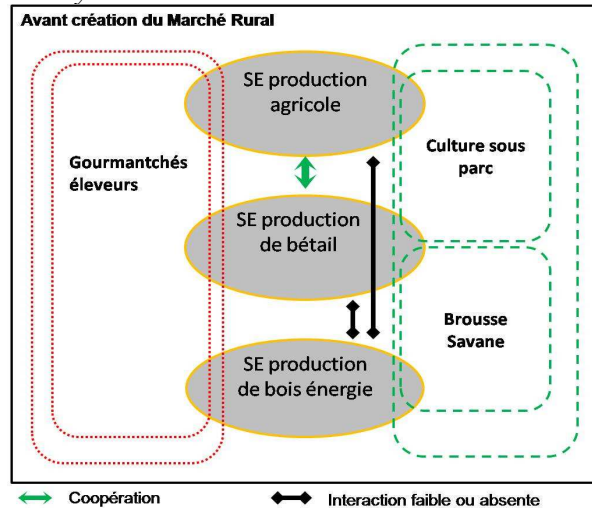 Avant création du Marché Rural
SE production
agricole
Gourmantchés
éleveurs
Culture sous
parc
SE production
de bétail
Brousse
Savane
SE production
de bois énergie
Coopération
Interaction faible ou absente